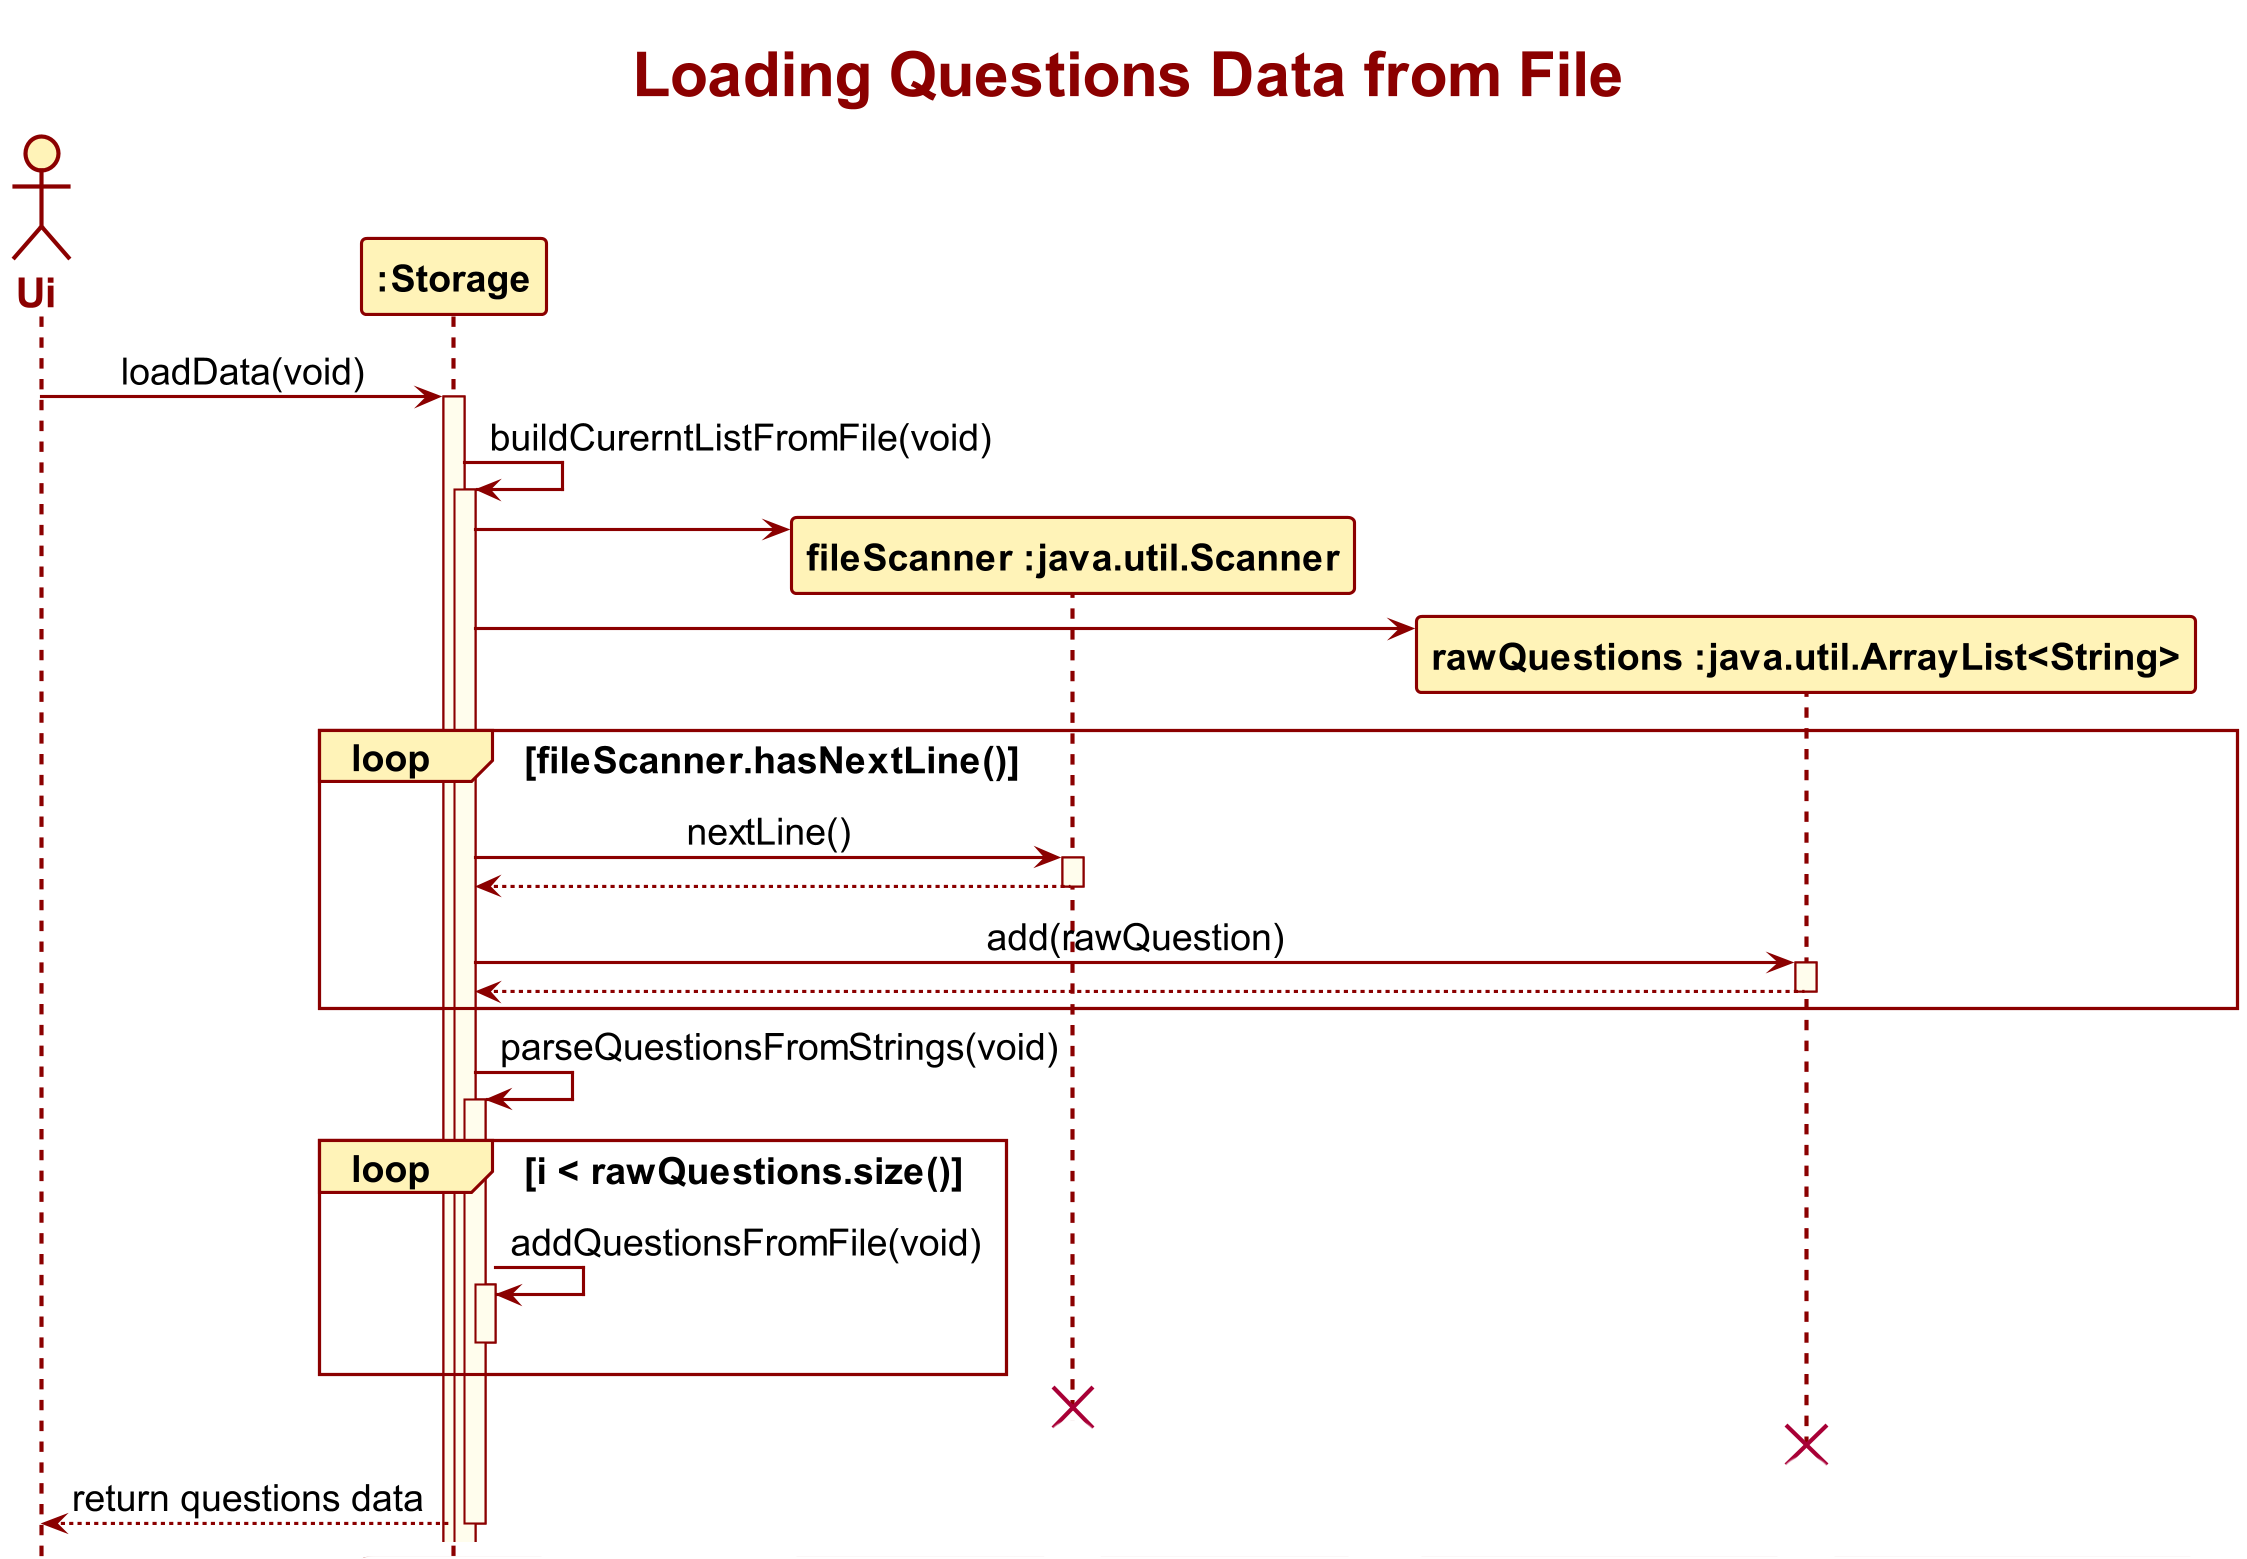 Loading Questions Data from File
Ui
:Storage
loadData(void)
buildCurerntListFromFile(void)
fileScanner :java.util.Scanner
rawQuestions :java.util.ArrayList<String>
loop [fileScanner.hasNextLine()]
nextLine()
add(rawQuestion)
parseQuestionsFromStrings(void)
loop [i < rawQuestions.size()]
addQuestionsFromFile(void)
return questions data